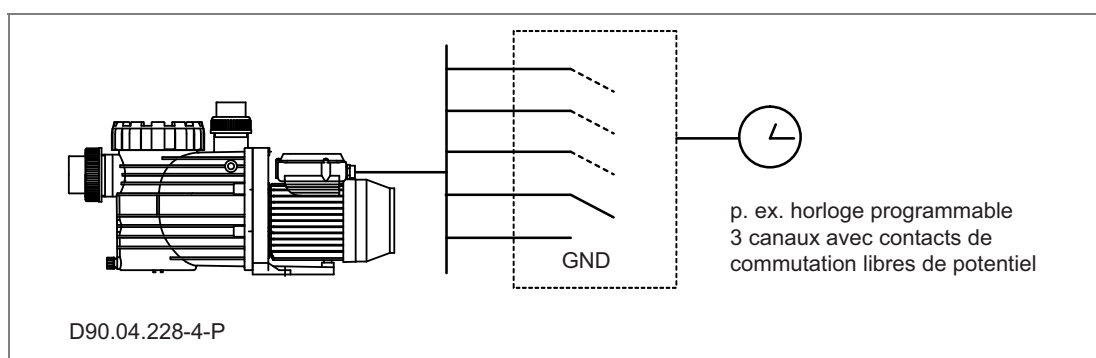 GND
p. ex. horloge programmable
3 canaux avec contacts de
commutation libres de potentiel
D90.04.228-4-P